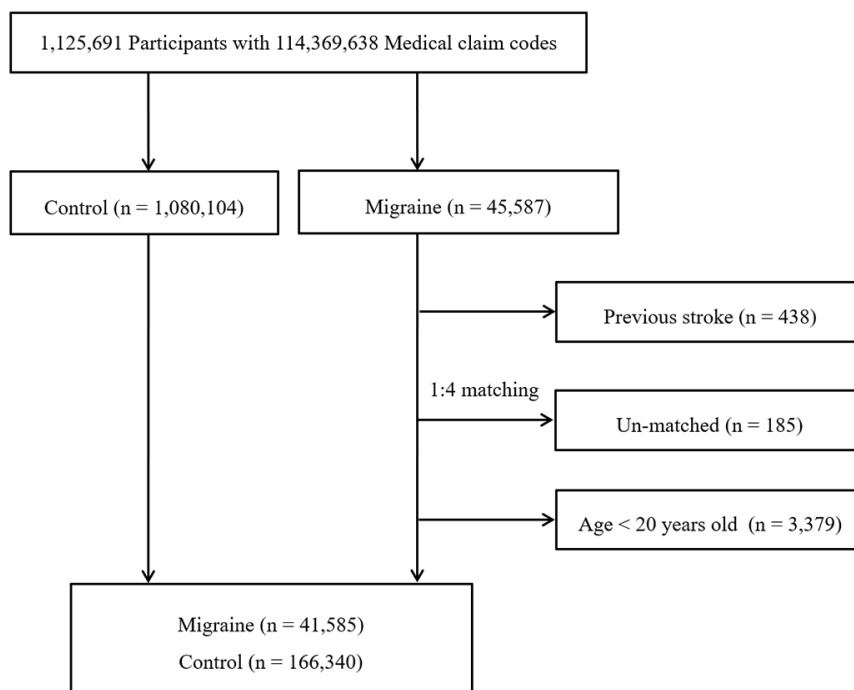 1,125,691 Participants with 114,369,638 Medical claim codes
Control (n = 1,080,104)
Migraine (n = 45,587)
Previous stroke (n = 438)
1:4 matching
Un-matched (n = 185)
Age < 20 years old (n = 3,379)
Migraine (n = 41,585)
Control (n = 166,340)